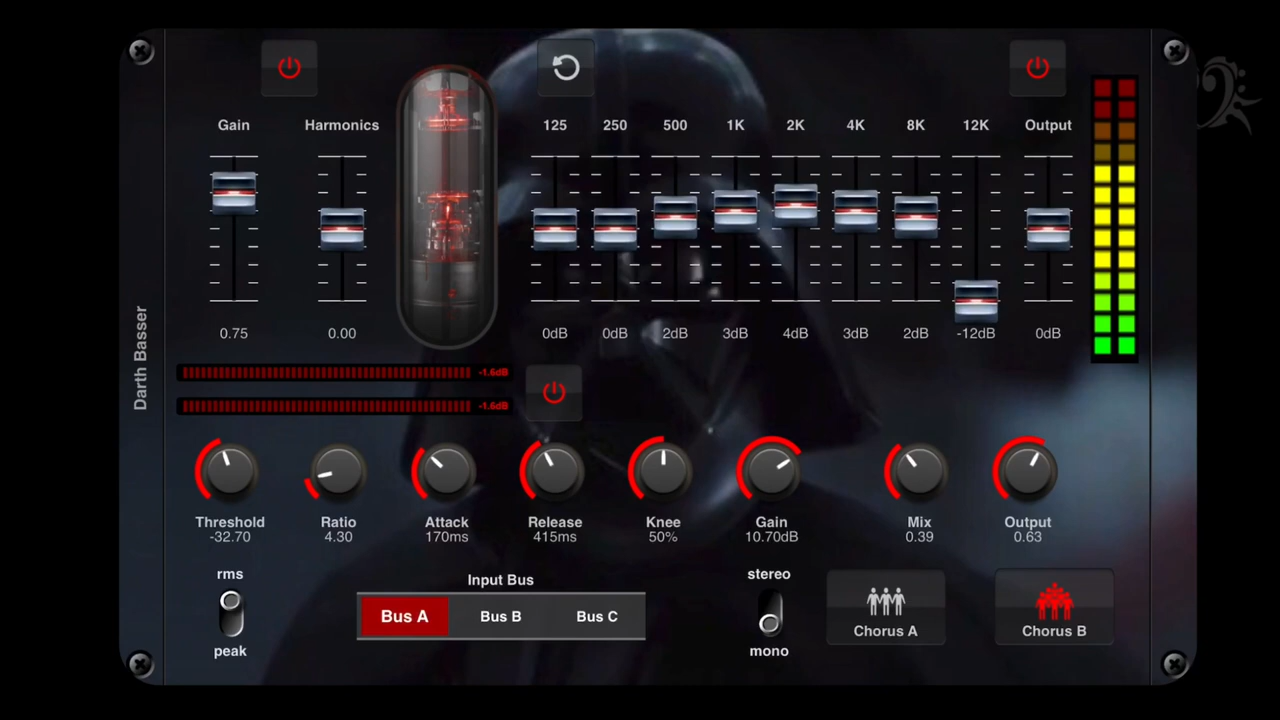 Gain Harmonics 125 250 500 1K 2K 4K 8K 12K Output
0.75 0.00 0dB 0dB 2dB 3dB 4dB 3dB 2dB -12dB 0dB
Darth Basser
-1.6dB
-1.6dB
Threshold Ratio Attack Release Knee Gain Mix Output
-32.70 4.30 170ms 415ms 50% 10.70dB 0.39 0.63
rms Input Bus stereo
Bus A Bus B Bus C Chorus A Chorus B
peak mono